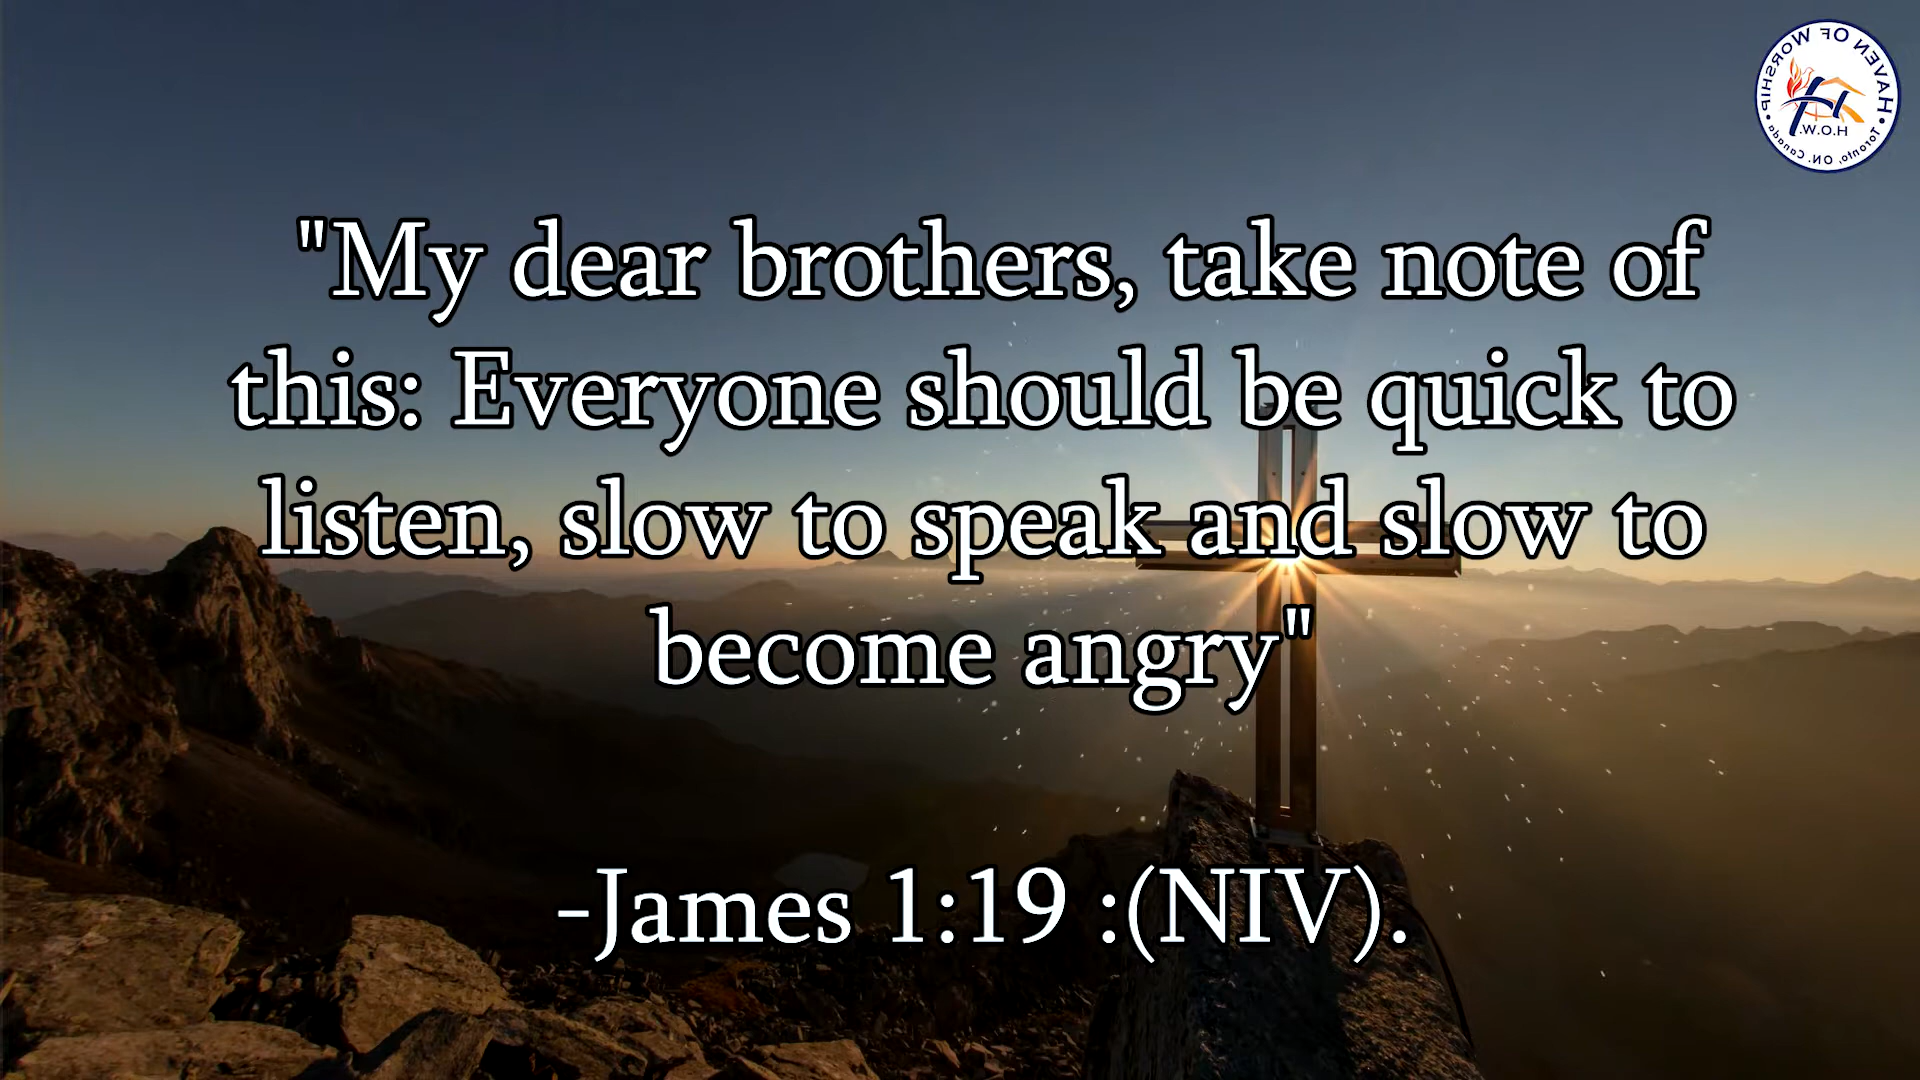 HAVEN OF WORSHIP
H.O.W.
Toronto, ON. Canada
"My dear brothers, take note of
this: Everyone should be quick to
listen, slow to speak and slow to
become angry"
-James 1:19 :(NIV).